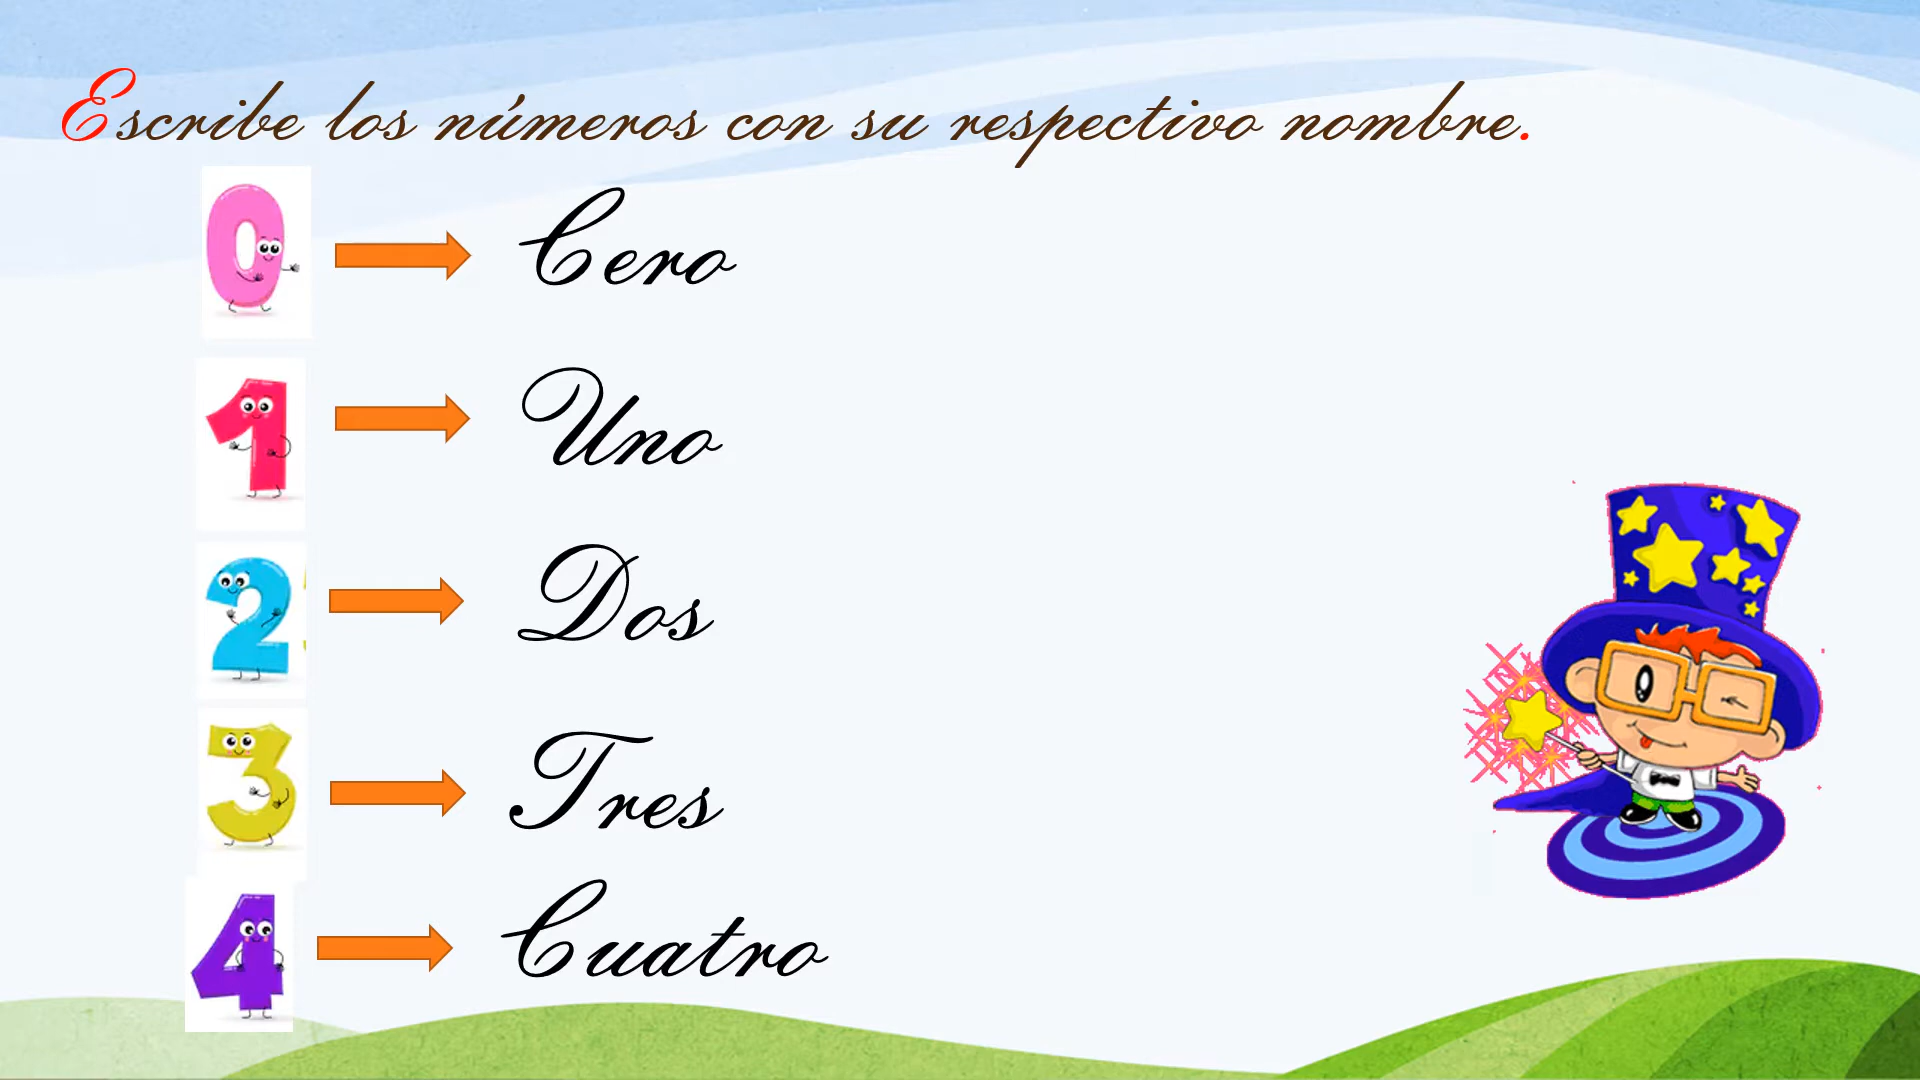 Escribe los números con su respectivo nombre.
0 Cero
1 Uno
2 Dos
3 Tres
4 Cuatro